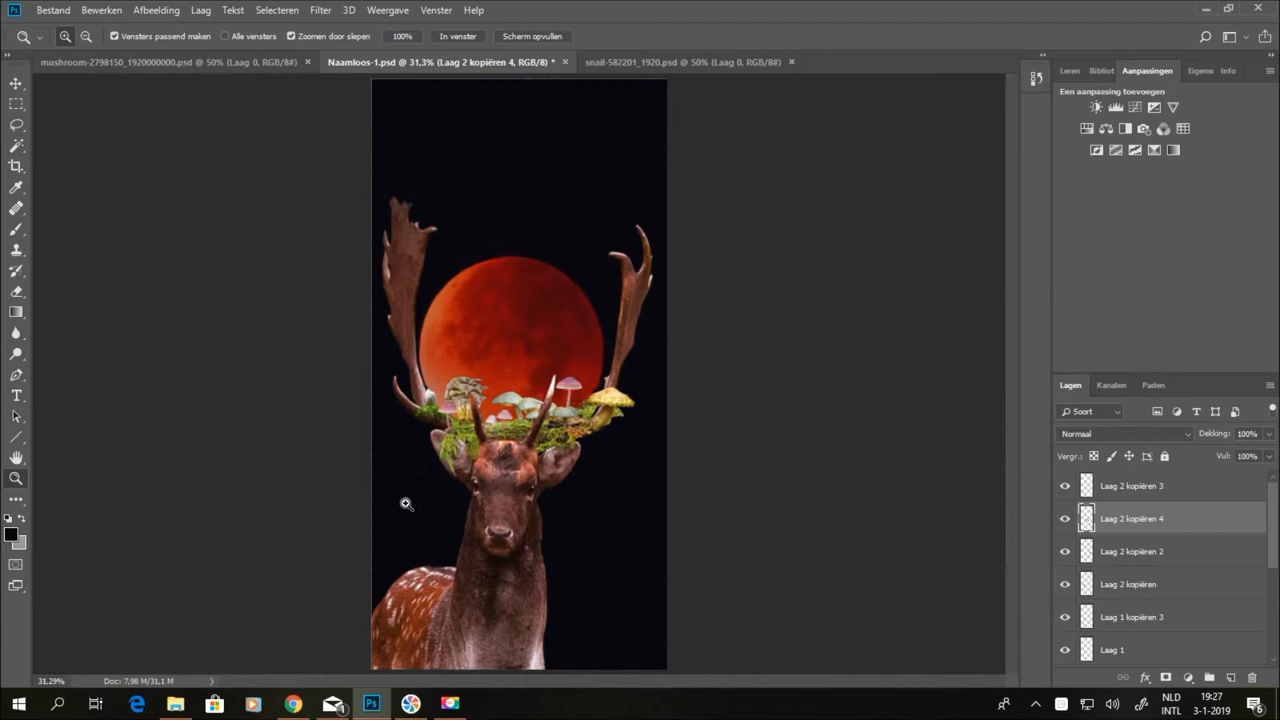 Bestand Bewerken Afbeelding Laag Tekst Selecteren Filter 3D Weergave Venster Help
Vensters passend maken Alle vensters Zoomen door slepen 100% In venster Scherm opvullen
mushroom-2798150_1920000000.psd @ 50% (Laag 0, RGB/8#) Naamloos-1.psd @ 31,3% (Laag 2 kopiëren 4, RGB/8) * snail-582201_1920.psd @ 50% (Laag 0, RGB/8#)
Leren Bibliot Aanpassingen Eigens Info
Een aanpassing toevoegen
Lagen Kanalen Paden
Soort
Normaal Dekking: 100%
Vergr.: Vul: 100%
Laag 2 kopiëren 3
Laag 2 kopiëren 4
Laag 2 kopiëren 2
Laag 2 kopiëren
Laag 1 kopiëren 3
Laag 1
31,29% Doc: 7,98 M/31,1 M
Ps NLD 19:27
INTL 3-1-2019 6